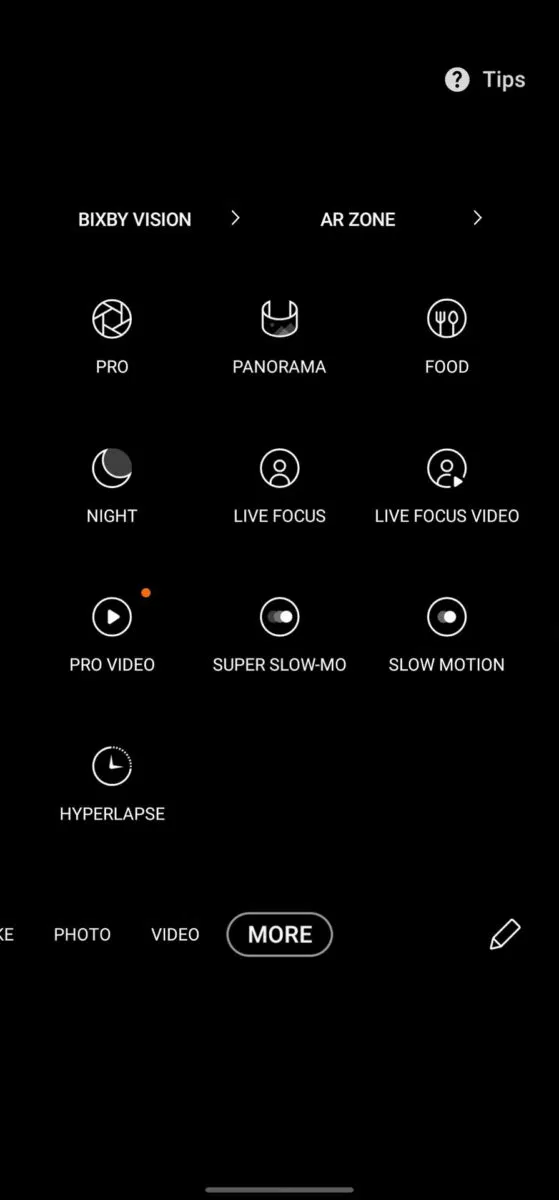 Tips
BIXBY VISION
AR ZONE
PRO
PANORAMA
FOOD
NIGHT
LIVE FOCUS
LIVE FOCUS VIDEO
PRO VIDEO
SUPER SLOW-MO
SLOW MOTION
HYPERLAPSE
KE
PHOTO
VIDEO
MORE